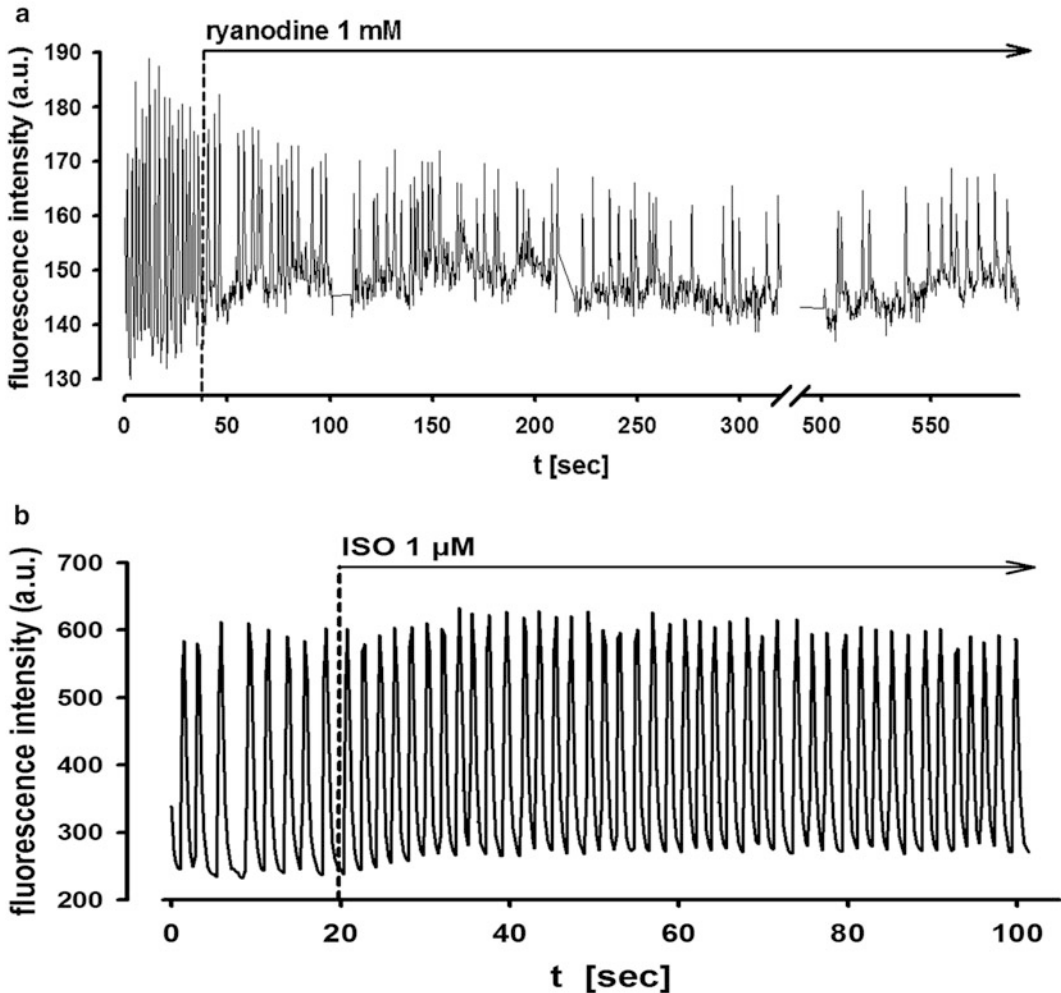 a
ryanodine 1 mM
fluorescence intensity (a.u.)
190
180
170
160
150
140
130
0 50 100 150 200 250 300 500 550
t [sec]
b
ISO 1 µM
fluorescence intensity (a.u.)
700
600
500
400
300
200
0 20 40 60 80 100
t [sec]